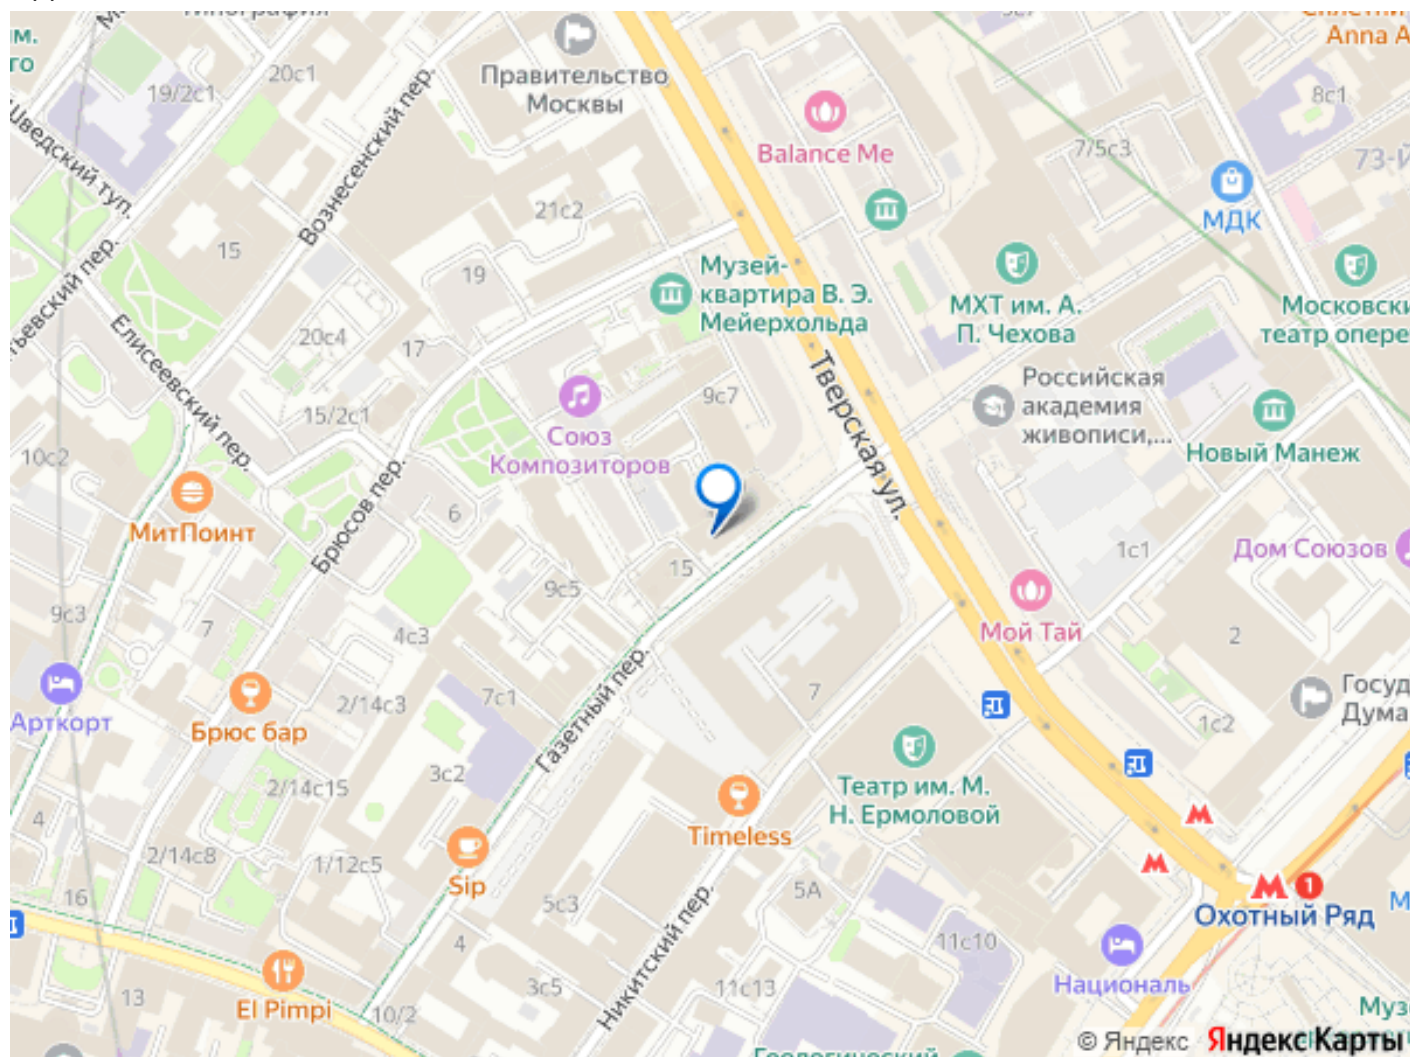 Типография
20с1
19/2с1
Шведский туп.
Вознесенский пер.
Правительство
Москвы
Balance Me
Anna A
8с1
7/5с3
73-Й
МДК
21с2
15
19
Музей-
квартира В. Э.
Мейерхольда
МХТ им. А.
П. Чехова
Московски
театр опере
Елисеевский пер.
20с4
17
15/2с1
9с7
Тверская ул.
Российская
академия
живописи,...
Новый Манеж
Союз
Композиторов
10с2
МитПоинт
Брюсов пер.
6
15
9с5
1с1
Дом Союзов
Мой Тай
2
9с3
7
4с3
Арткорт
Брюс бар
2/14с3
7с1
Газетный пер.
7
Госуд
Дума
1с2
3с2
2/14с15
Театр им. М.
Н. Ермоловой
Timeless
4
2/14с8
1/12с5
Sip
16
5с3
5А
Охотный Ряд
1
М
4
Никитский пер.
11с10
Националь
El Pimpi
13
10/2
3с5
11с13
Муз
Геологический
© Яндекс Яндекс Карты